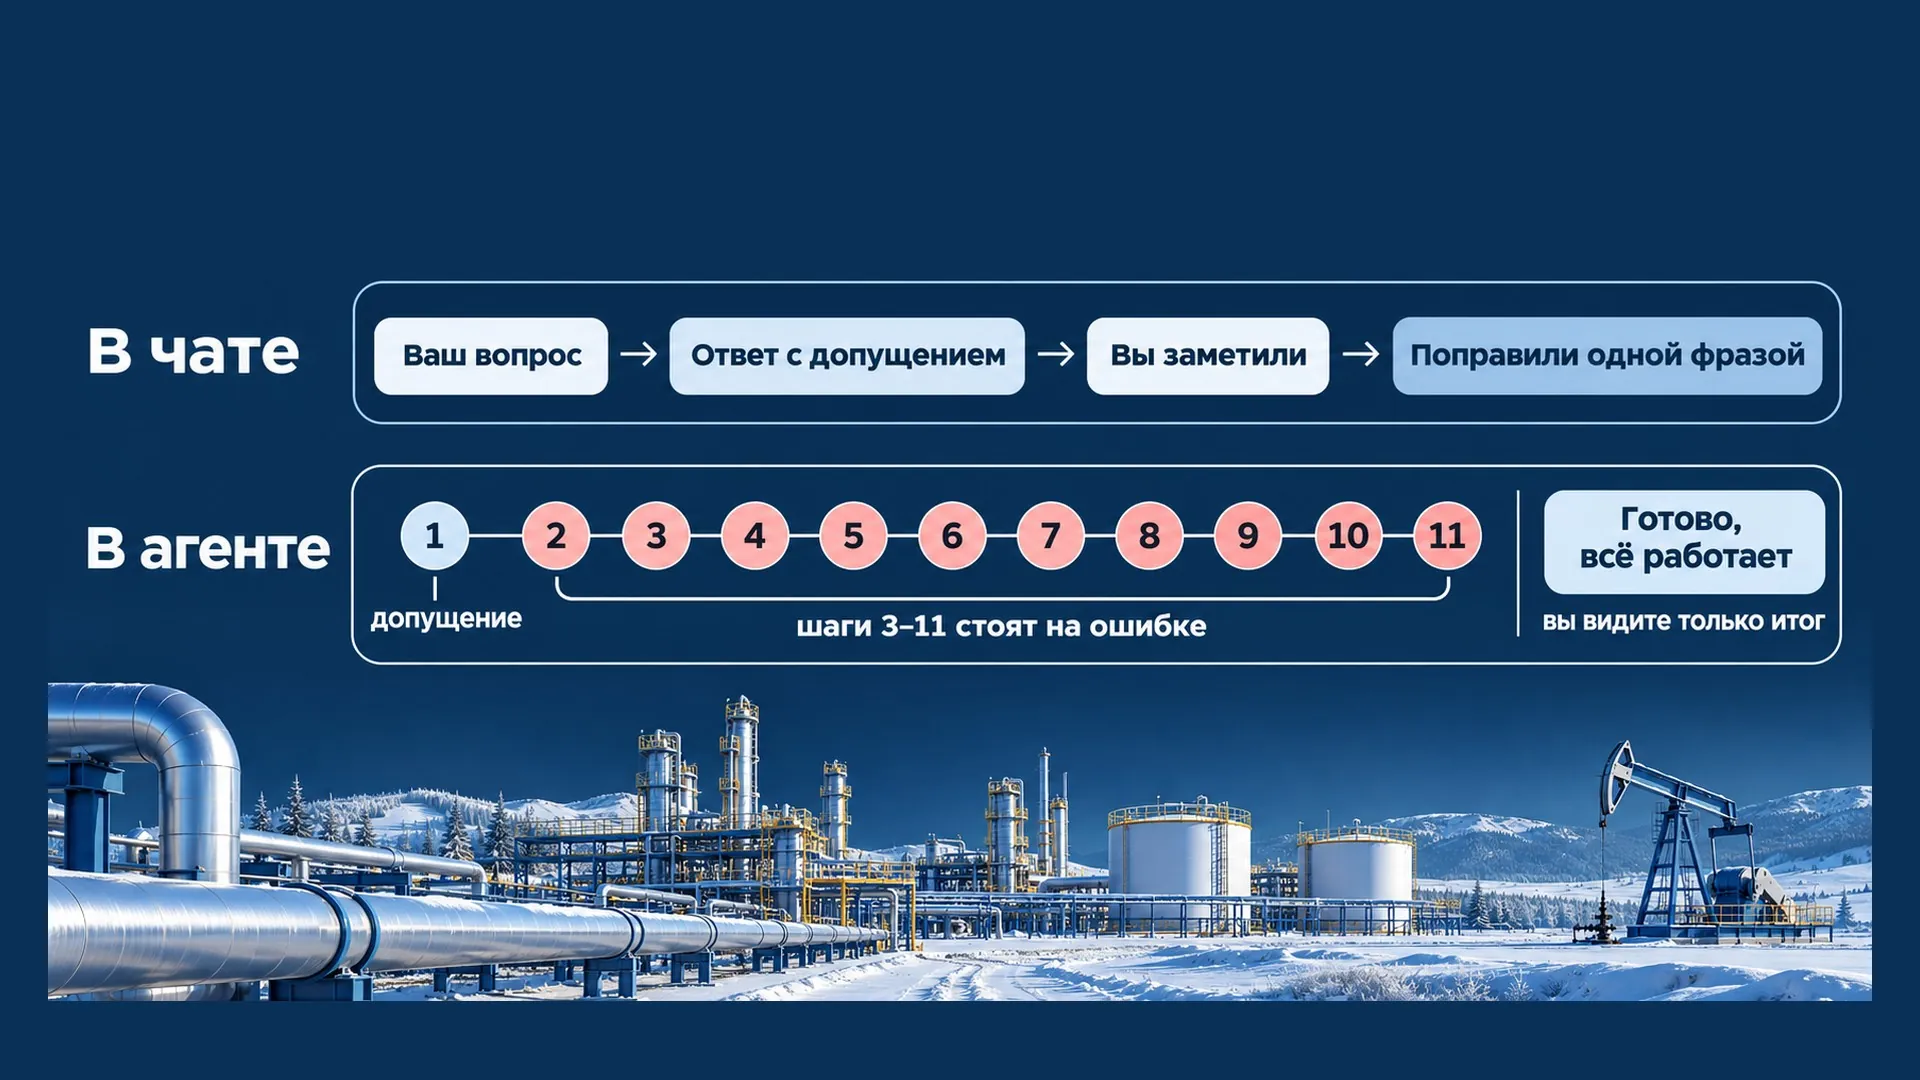 В чате
Ваш вопрос → Ответ с допущением → Вы заметили → Поправили одной фразой
В агенте
1 2 3 4 5 6 7 8 9 10 11
допущение
шаги 3–11 стоят на ошибке
Готово,
всё работает
вы видите только итог